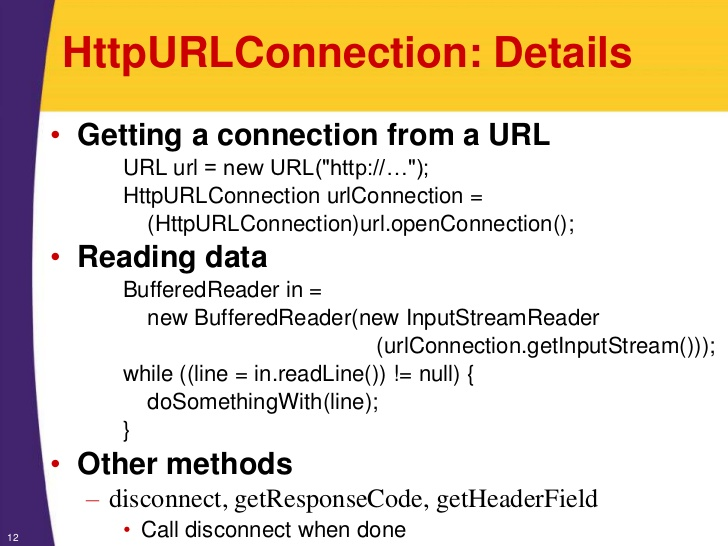 HttpURLConnection: Details
• Getting a connection from a URL
URL url = new URL("http://…");
HttpURLConnection urlConnection =
(HttpURLConnection)url.openConnection();
• Reading data
BufferedReader in =
new BufferedReader(new InputStreamReader
(urlConnection.getInputStream()));
while ((line = in.readLine()) != null) {
doSomethingWith(line);
}
• Other methods
– disconnect, getResponseCode, getHeaderField
• Call disconnect when done
12